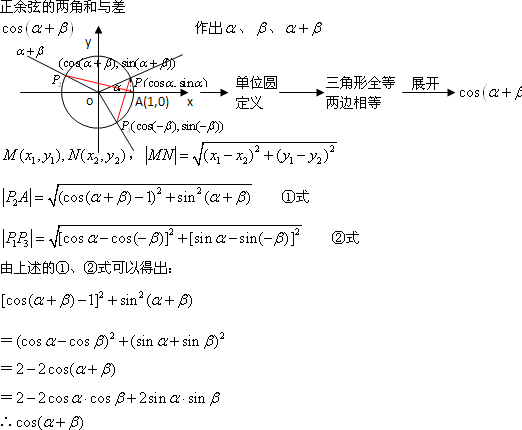 正余弦的两角和与差
cos(α+β) 作出α、β、α+β
y
α+β
(cos(α+β),sin(α+β))
P (cosα,sinα)
α
o A(1,0) x
P₃(cos(−β),sin(−β))
单位圆定义
三角形全等两边相等
展开
cos(α+β
M(x₁,y₁),N(x₂,y₂), |MN|=√((x₁−x₂)²+(y₁−y₂)²)
|P₂A|=√((cos(α+β)−1)²+sin²(α+β)) ①式
|P₁P₃|=√([cosα−cos(−β)]²+[sinα−sin(−β)]²) ②式
由上述的①、②式可以得出:
[cos(α+β)−1]²+sin²(α+β)
=(cosα−cosβ)²+(sinα+sinβ)²
=2−2cos(α+β)
=2−2cosα·cosβ+2sinα·sinβ
∴cos(α+β)